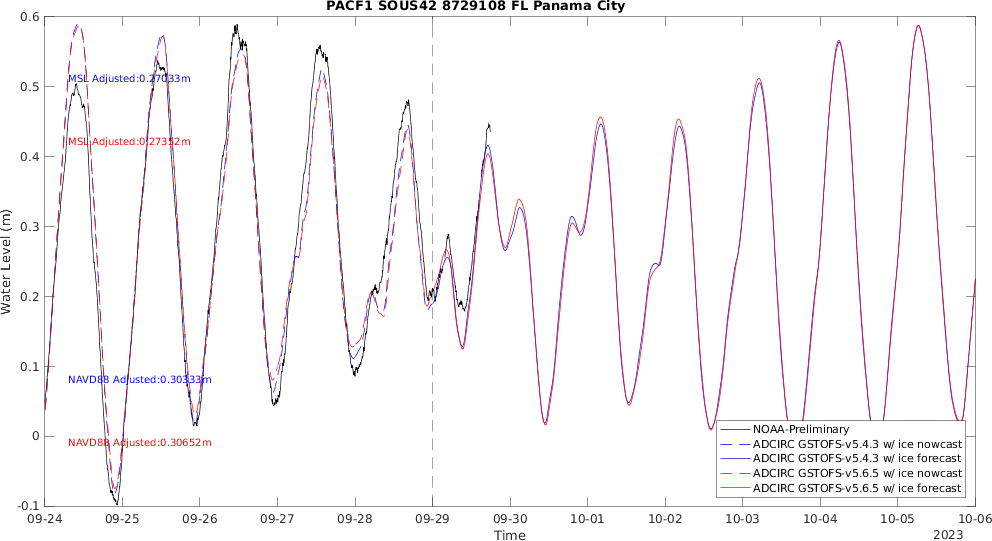 PACF1 SOUS42 8729108 FL Panama City
0.6
0.5
0.4
0.3
0.2
0.1
0
-0.1
Water Level (m)
MSL Adjusted:0.27033m
MSL Adjusted:0.27352m
NAVD88 Adjusted:0.30333m
NAVD88 Adjusted:0.30652m
NOAA-Preliminary
ADCIRC GSTOFS-v5.4.3 w/ ice nowcast
ADCIRC GSTOFS-v5.4.3 w/ ice forecast
ADCIRC GSTOFS-v5.6.5 w/ ice nowcast
ADCIRC GSTOFS-v5.6.5 w/ ice forecast
09-24 09-25 09-26 09-27 09-28 09-29 09-30 10-01 10-02 10-03 10-04 10-05 10-06
Time
2023